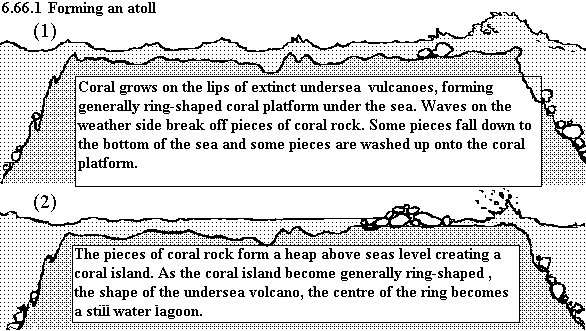 6.66.1 Forming an atoll
(1)
Coral grows on the lips of extinct undersea vulcanoes, forming
generally ring-shaped coral platform under the sea. Waves on the
weather side break off pieces of coral rock. Some pieces fall down to
the bottom of the sea and some pieces are washed up onto the coral
platform.
(2)
The pieces of coral rock form a heap above seas level creating a
coral island. As the coral island become generally ring-shaped ,
the shape of the undersea volcano, the centre of the ring becomes
a still water lagoon.